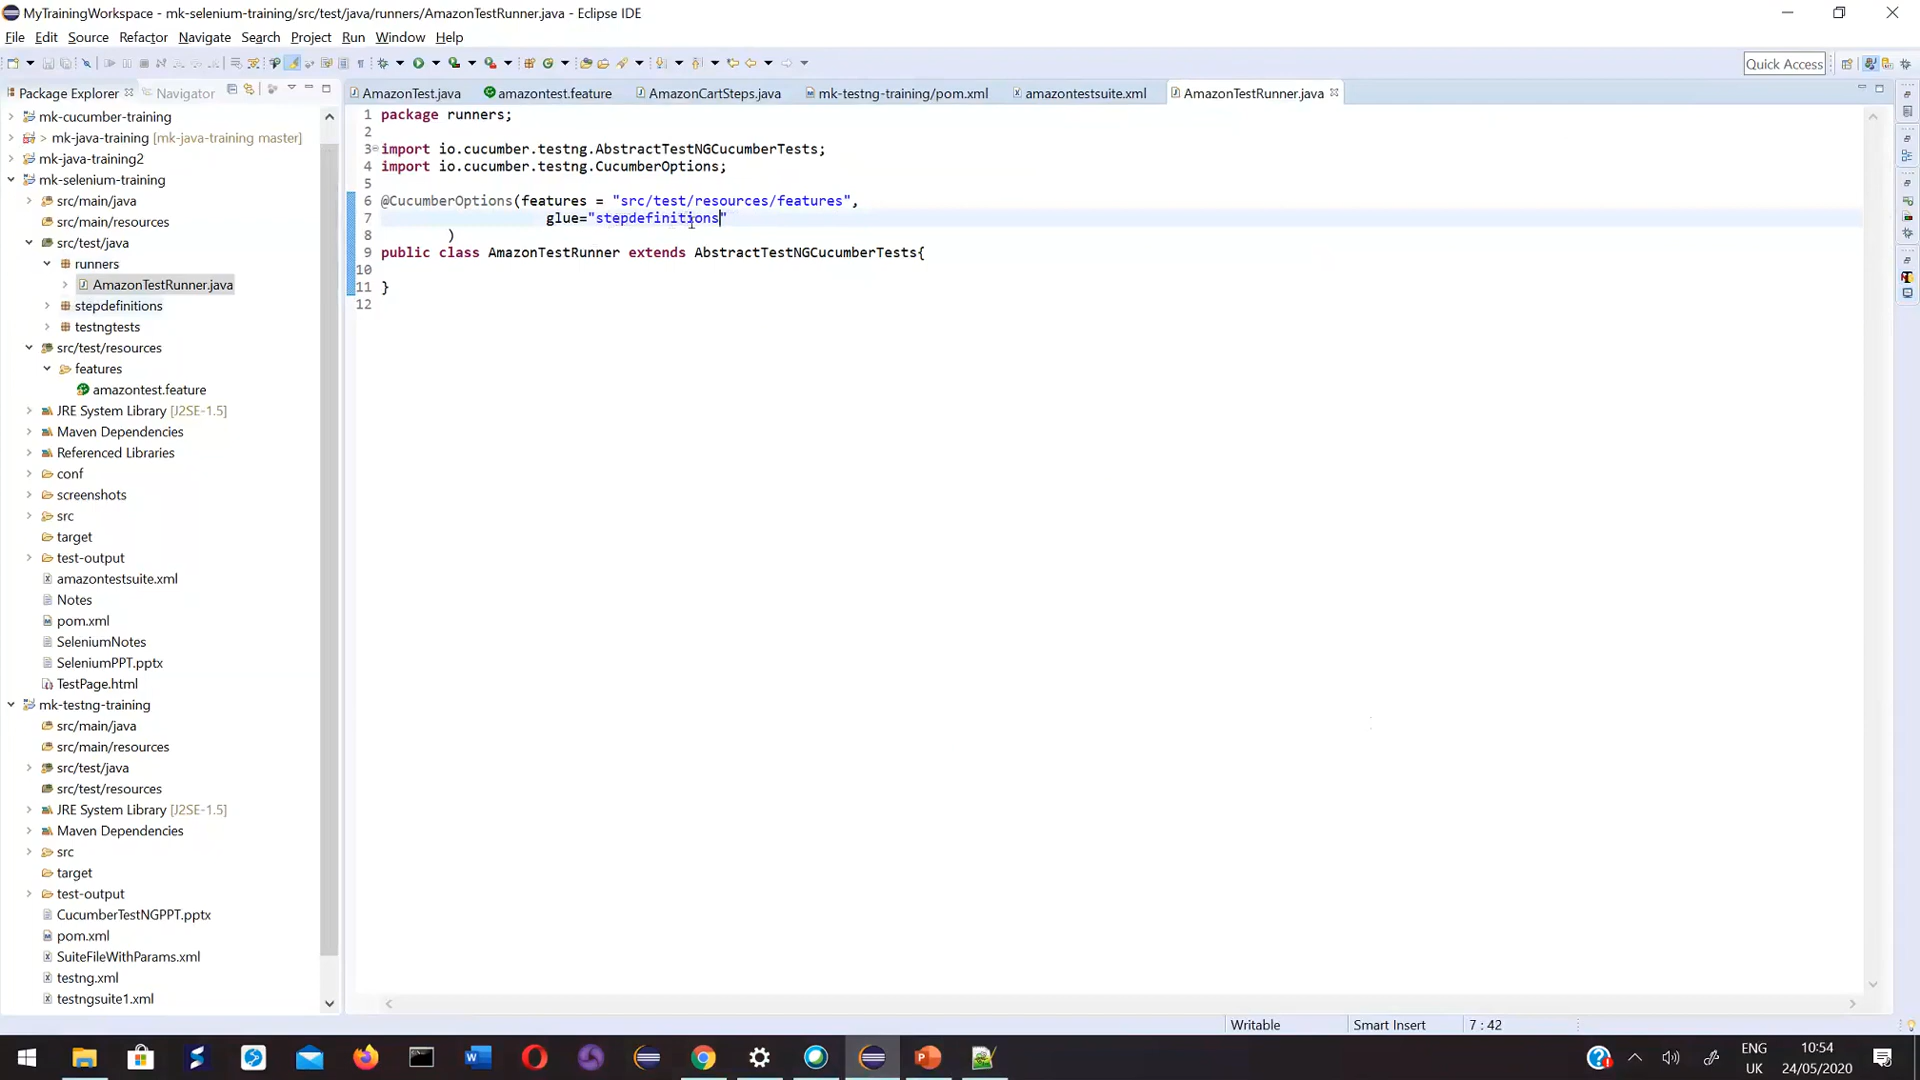 MyTrainingWorkspace - mk-selenium-training/src/test/java/runners/AmazonTestRunner.java - Eclipse IDE
File Edit Source Refactor Navigate Search Project Run Window Help
Quick Access
Package Explorer Navigator
AmazonTest.java amazontest.feature AmazonCartSteps.java mk-testng-training/pom.xml amazontestsuite.xml AmazonTestRunner.java
mk-cucumber-training
> mk-java-training [mk-java-training master]
mk-java-training2
mk-selenium-training
src/main/java
src/main/resources
src/test/java
runners
AmazonTestRunner.java
stepdefinitions
testngtests
src/test/resources
features
amazontest.feature
JRE System Library [J2SE-1.5]
Maven Dependencies
Referenced Libraries
conf
screenshots
src
target
test-output
amazontestsuite.xml
Notes
pom.xml
SeleniumNotes
SeleniumPPT.pptx
TestPage.html
mk-testng-training
src/main/java
src/main/resources
src/test/java
src/test/resources
JRE System Library [J2SE-1.5]
Maven Dependencies
src
target
test-output
CucumberTestNGPPT.pptx
pom.xml
SuiteFileWithParams.xml
testng.xml
testngsuite1.xml
1 package runners;
2
3 import io.cucumber.testng.AbstractTestNGCucumberTests;
4 import io.cucumber.testng.CucumberOptions;
5
6 @CucumberOptions(features = "src/test/resources/features",
7 glue="stepdefinitions"
8 )
9 public class AmazonTestRunner extends AbstractTestNGCucumberTests{
10
11 }
12
Writable Smart Insert 7 : 42
ENG
UK
10:54
24/05/2020